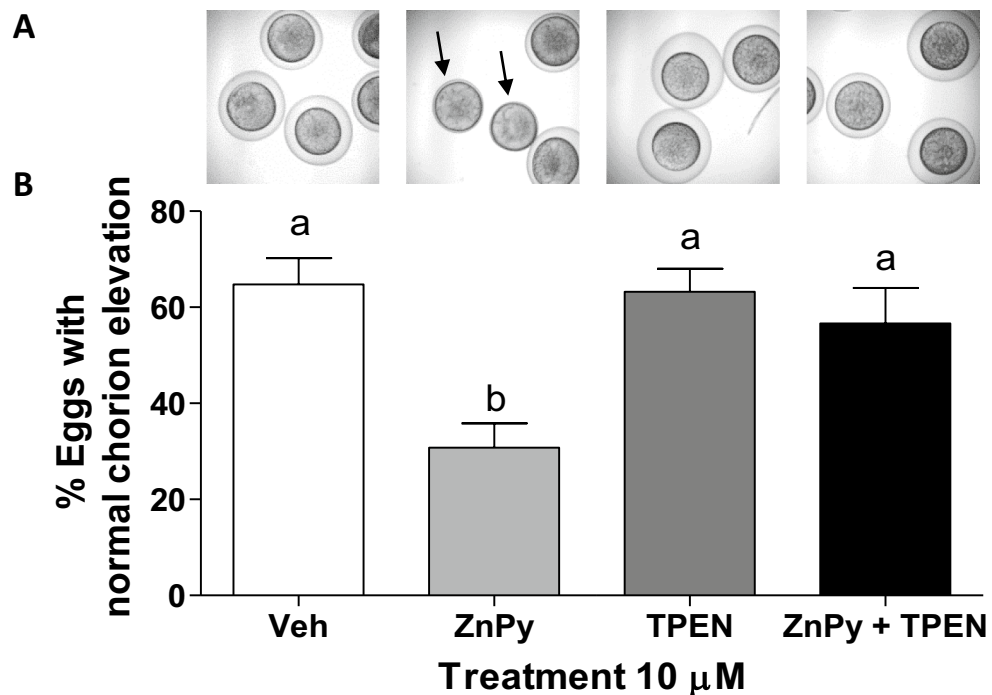 A
B
% Eggs with
normal chorion elevation
80
60
40
20
0
a
b
a
a
Veh ZnPy TPEN ZnPy + TPEN
Treatment 10 μM